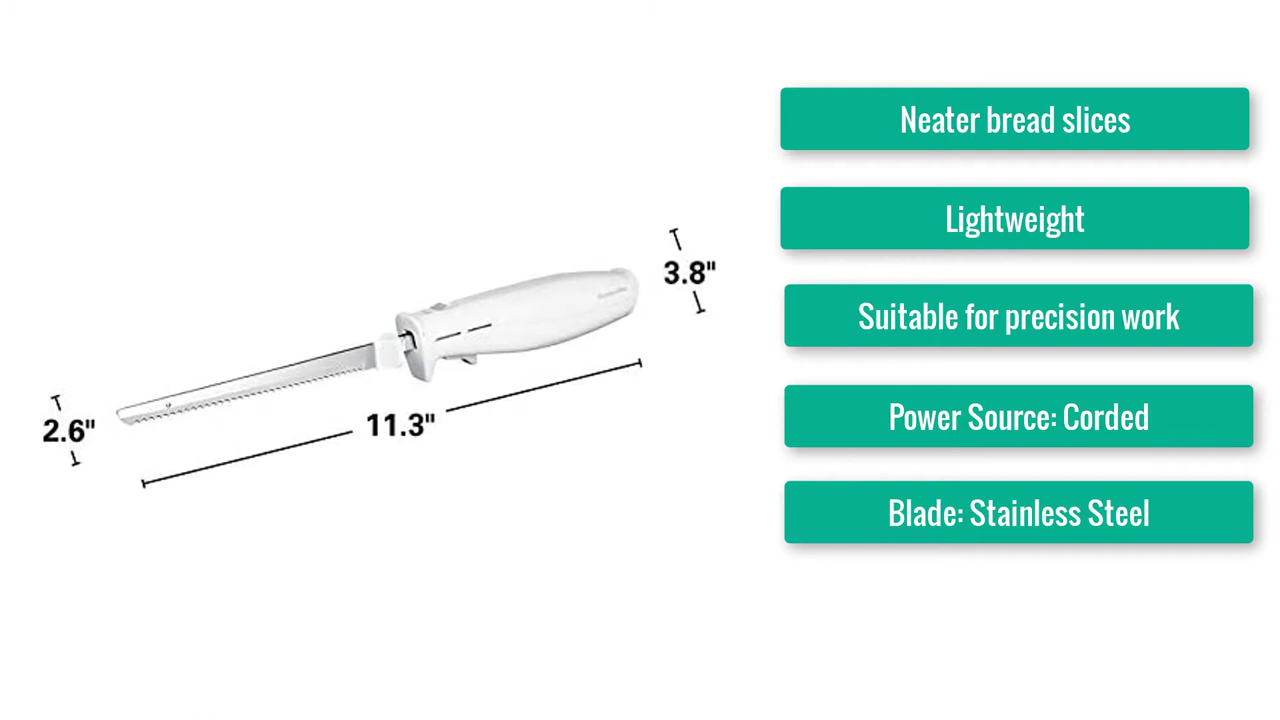 Neater bread slices
Lightweight
3.8"
Suitable for precision work
2.6"
11.3"
Power Source: Corded
Blade: Stainless Steel